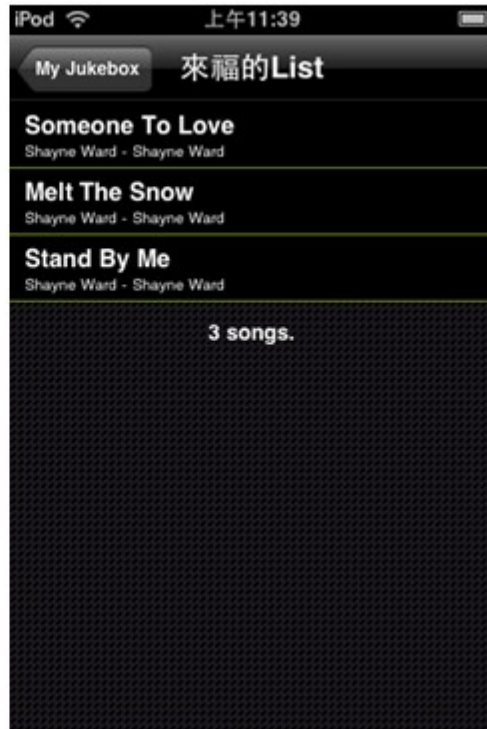 iPod 上午11:39
My Jukebox 來福的List
Someone To Love
Shayne Ward - Shayne Ward
Melt The Snow
Shayne Ward - Shayne Ward
Stand By Me
Shayne Ward - Shayne Ward
3 songs.